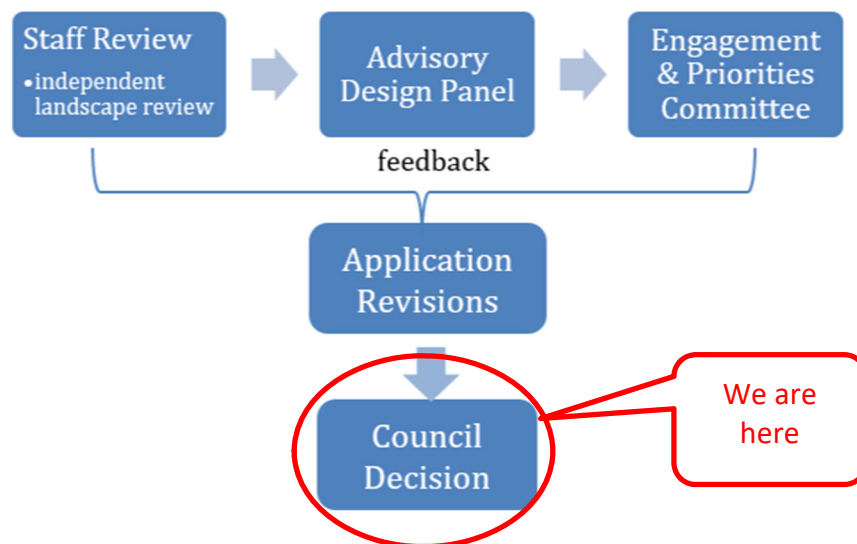 Staff Review
•independent
landscape review
Advisory
Design Panel
Engagement
& Priorities
Committee
feedback
Application
Revisions
Council
Decision
We are
here